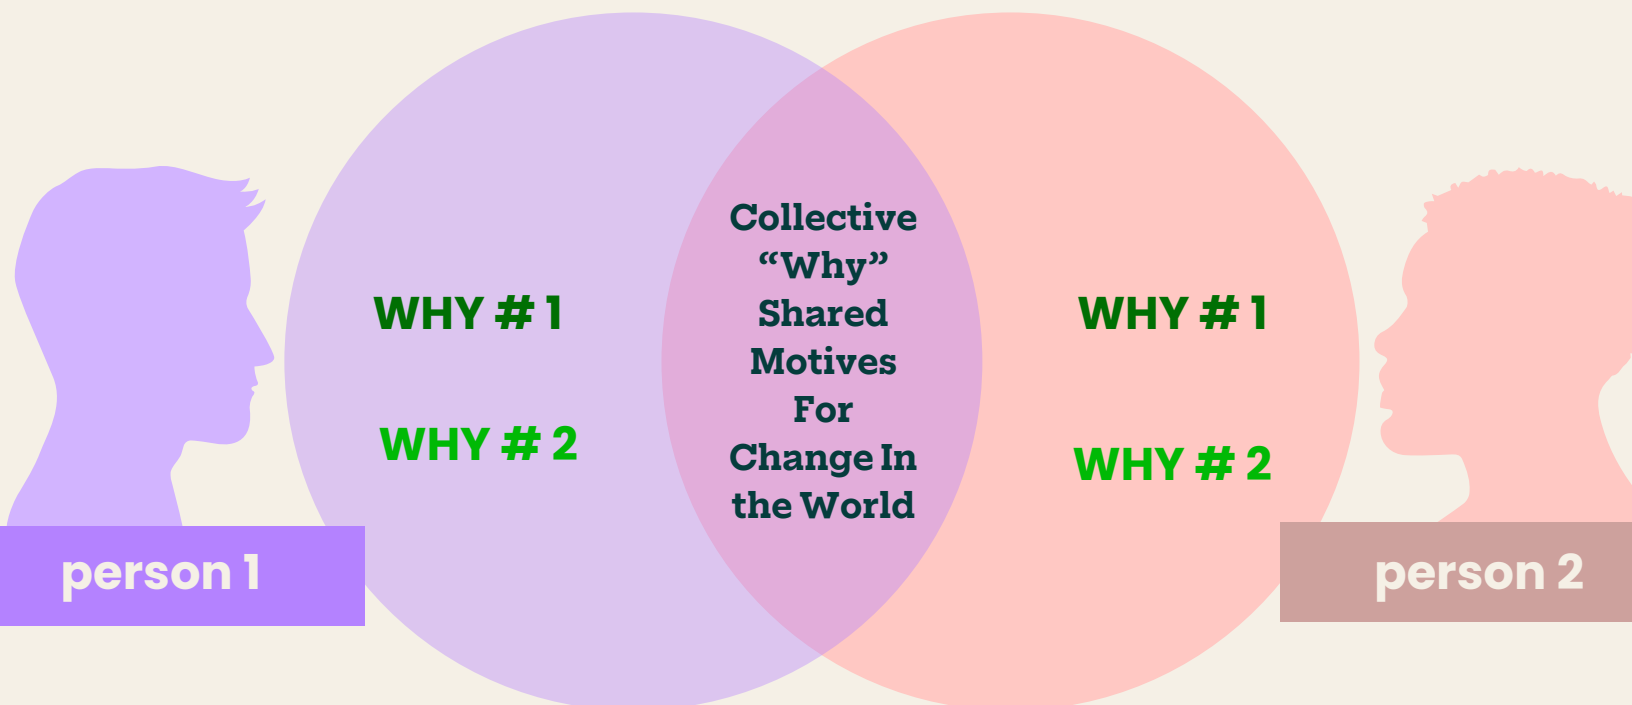 WHY # 1
WHY # 2
person 1
Collective
“Why”
Shared
Motives
For
Change In
the World
WHY # 1
WHY # 2
person 2